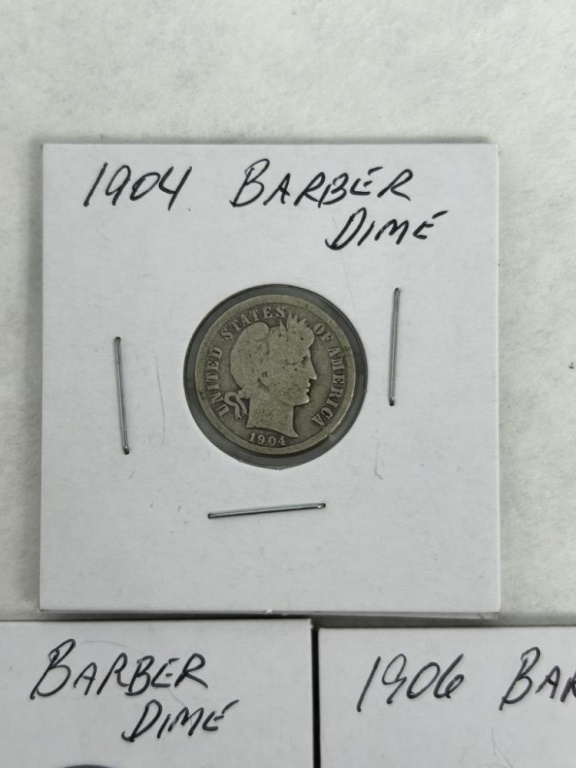 1904 BARBER
DIME
UNITED STATES OF AMERICA
1904
BARBER
DIME
1906 BAR